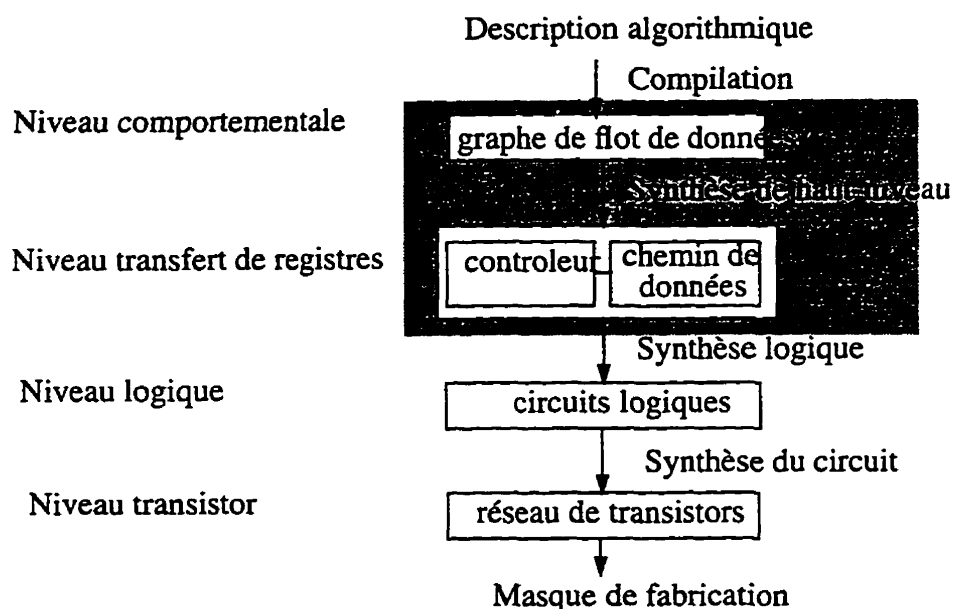 Description algorithmique
Compilation
Niveau comportementale
graphe de flot de données
Synthèse de haut-niveau
Niveau transfert de registres
controleur
chemin de
données
Synthèse logique
Niveau logique
circuits logiques
Synthèse du circuit
Niveau transistor
réseau de transistors
Masque de fabrication